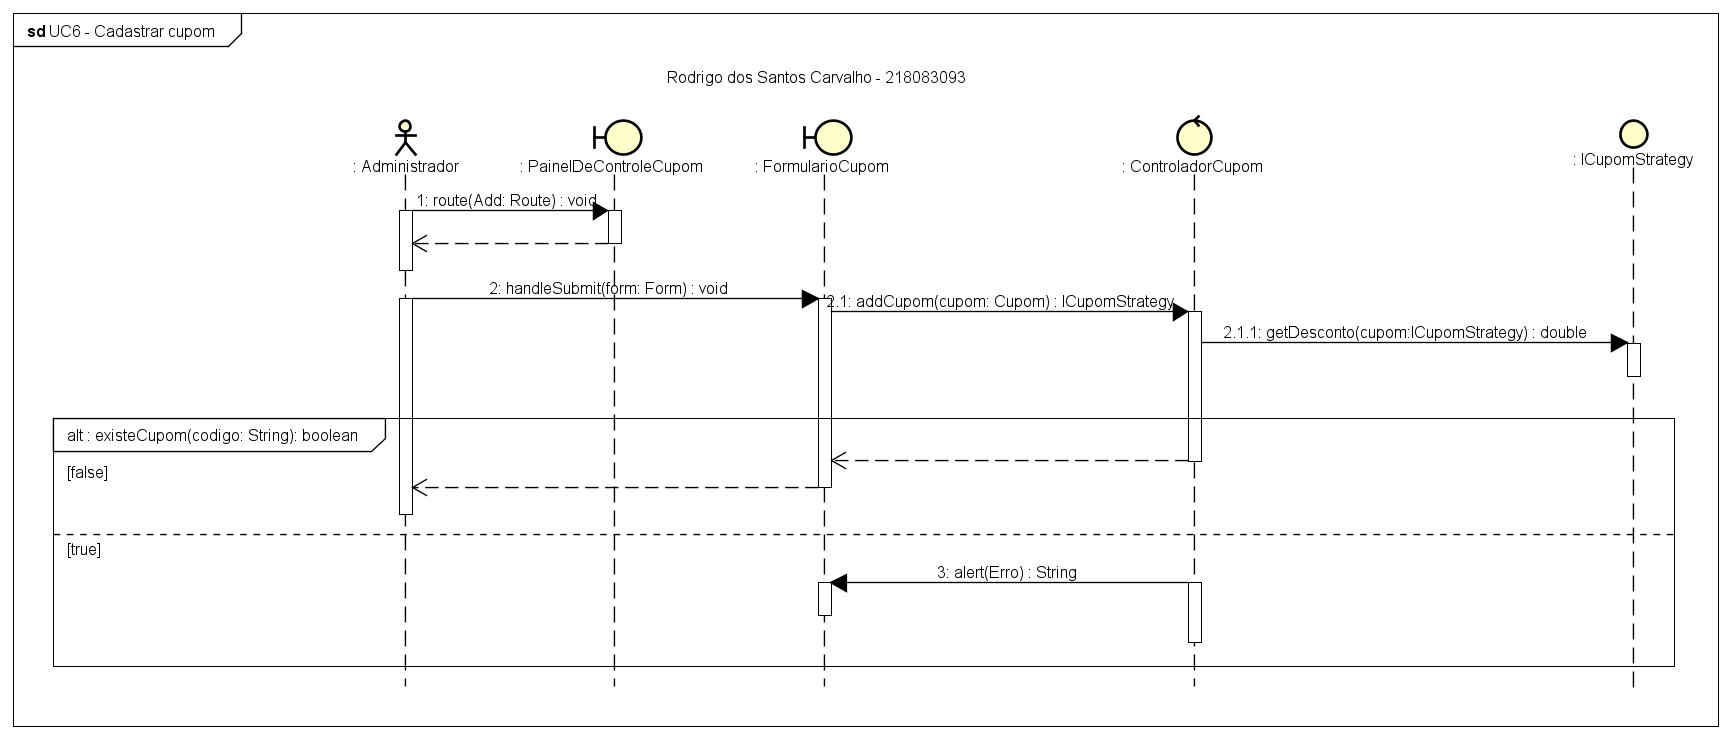 sd UC6 - Cadastrar cupom
Rodrigo dos Santos Carvalho - 218083093
: Administrador
: PainelDeControleCupom
: FormularioCupom
: ControladorCupom
: ICupomStrategy
1: route(Add: Route) : void
2: handleSubmit(form: Form) : void
2.1: addCupom(cupom: Cupom) : ICupomStrategy
2.1.1: getDesconto(cupom:ICupomStrategy) : double
alt : existeCupom(codigo: String): boolean
[false]
[true]
3: alert(Erro) : String